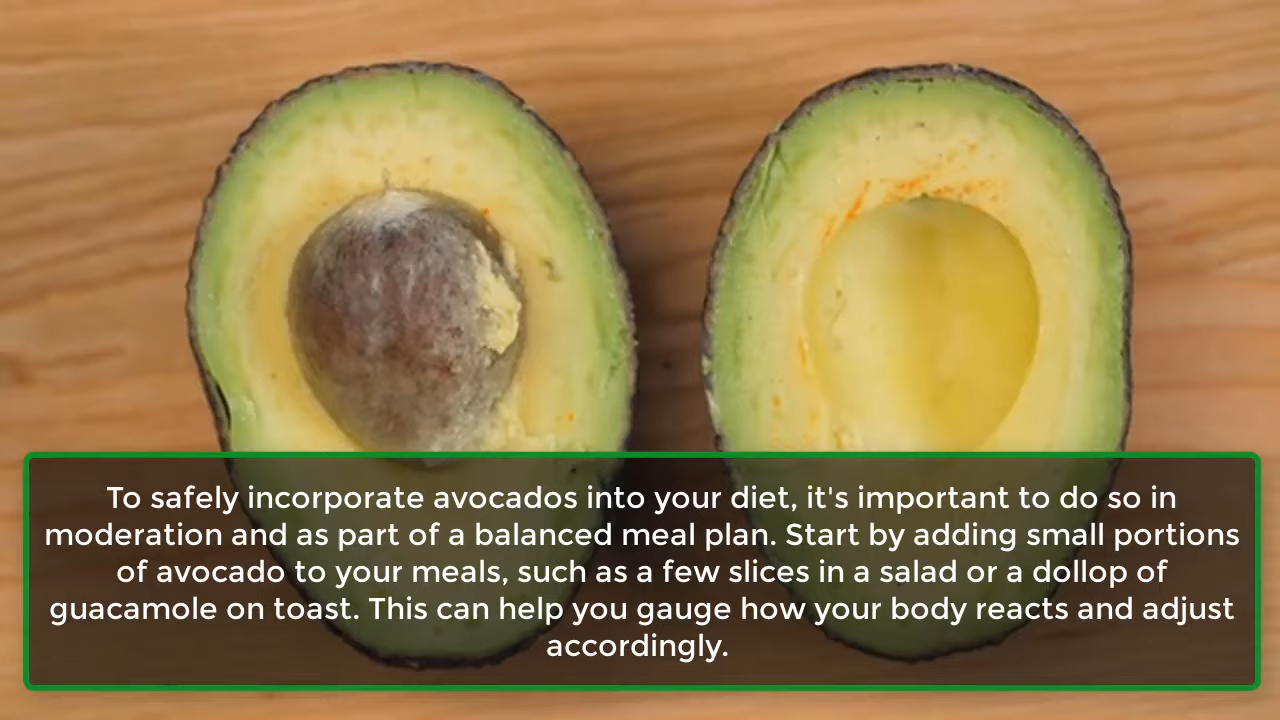 To safely incorporate avocados into your diet, it's important to do so in
moderation and as part of a balanced meal plan. Start by adding small portions
of avocado to your meals, such as a few slices in a salad or a dollop of
guacamole on toast. This can help you gauge how your body reacts and adjust
accordingly.